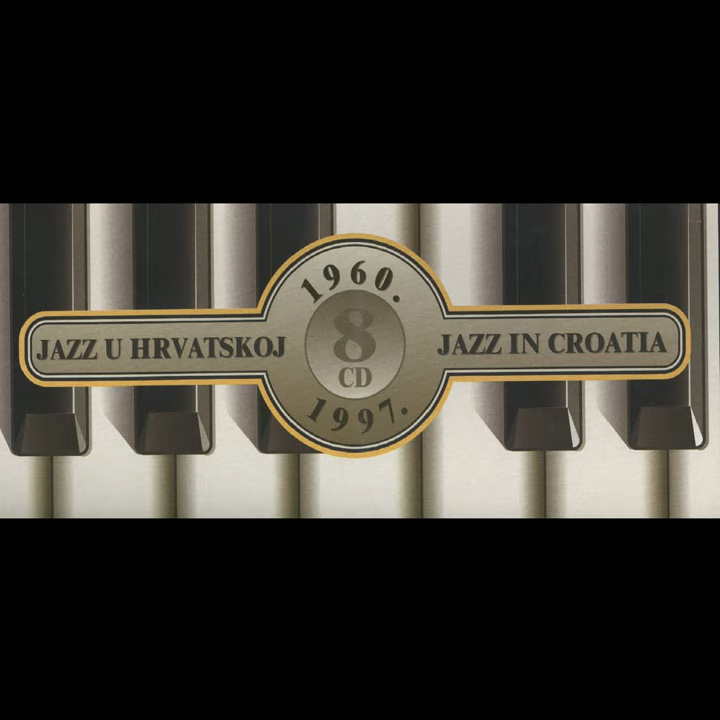 1960.
JAZZ U HRVATSKOJ
8
CD
JAZZ IN CROATIA
1997.